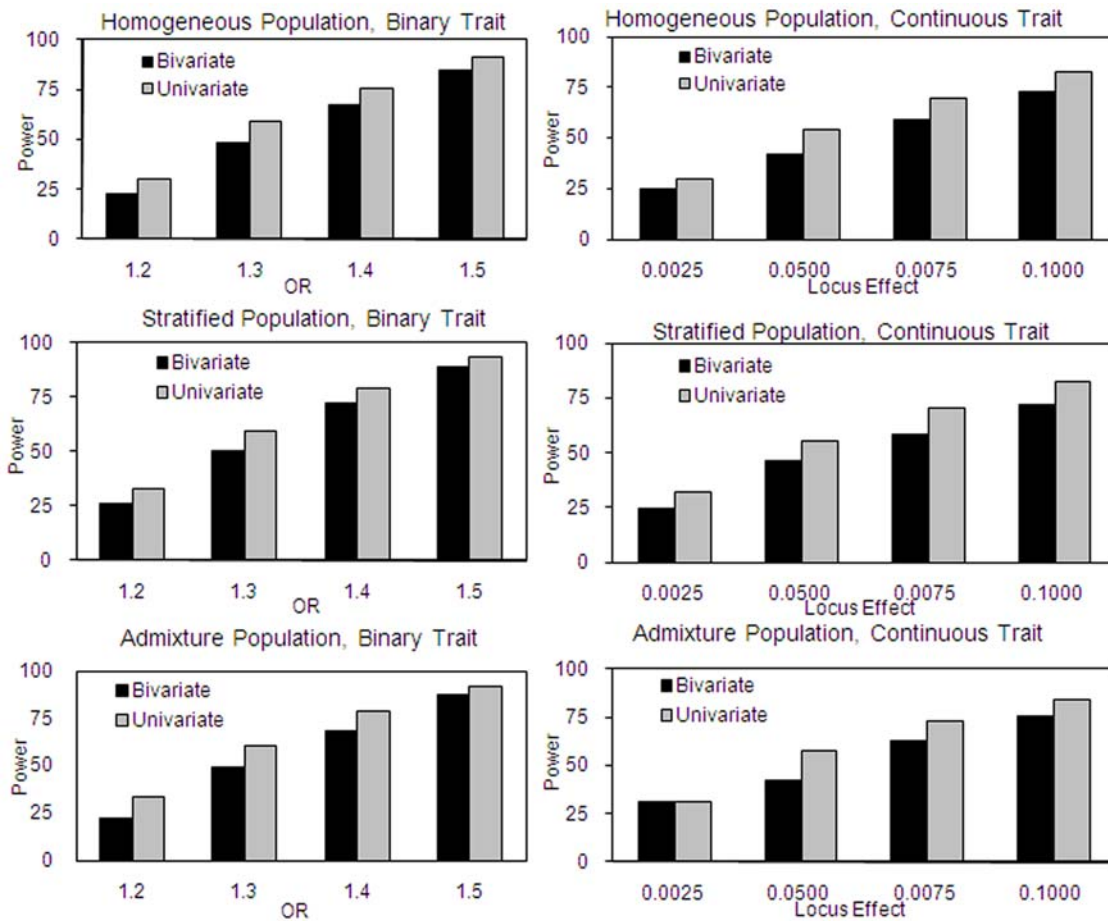 Homogeneous Population, Binary Trait
100
75
50
25
0
Power
Bivariate
Univariate
1.2 1.3 1.4 1.5
OR
Homogeneous Population, Continuous Trait
100
75
50
25
0
Power
Bivariate
Univariate
0.0025 0.0500 0.0075 0.1000
Locus Effect
Stratified Population, Binary Trait
100
75
50
25
0
Power
Bivariate
Univariate
1.2 1.3 1.4 1.5
OR
Stratified Population, Continuous Trait
100
75
50
25
0
Power
Bivariate
Univariate
0.0025 0.0500 0.0075 0.1000
Locus Effect
Admixture Population, Binary Trait
100
75
50
25
0
Power
Bivariate
Univariate
1.2 1.3 1.4 1.5
OR
Admixture Population, Continuous Trait
100
75
50
25
0
Power
Bivariate
Univariate
0.0025 0.0500 0.0075 0.1000
Locus Effect